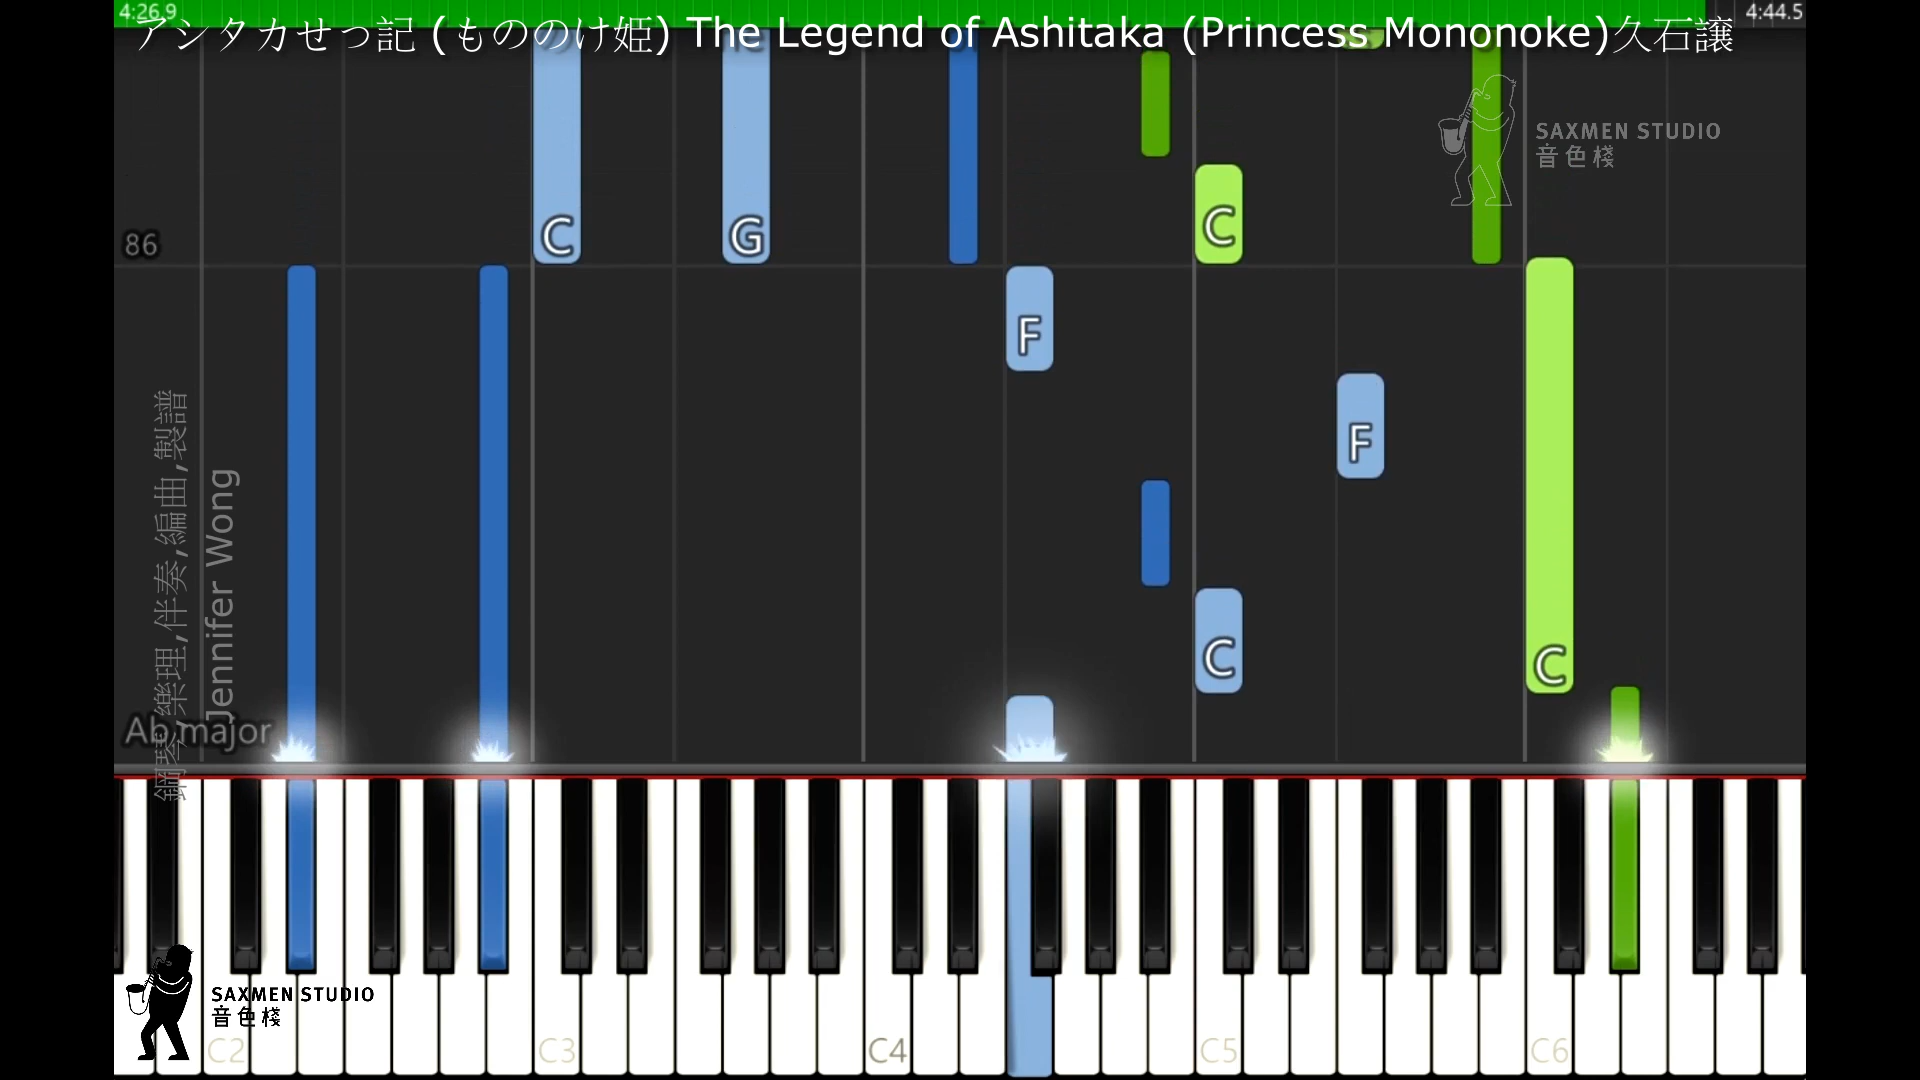 4:26.9
4:44.5
アシタカせっ記 (もののけ姫) The Legend of Ashitaka (Princess Mononoke)久石譲
SAXMEN STUDIO
音色棧
C
G
C
86
F
F
鋼琴,樂理,伴奏,編曲,製譜
Jennifer Wong
C
C
Ab major
SAXMEN STUDIO
音色棧
C2
C3
C4
C5
C6